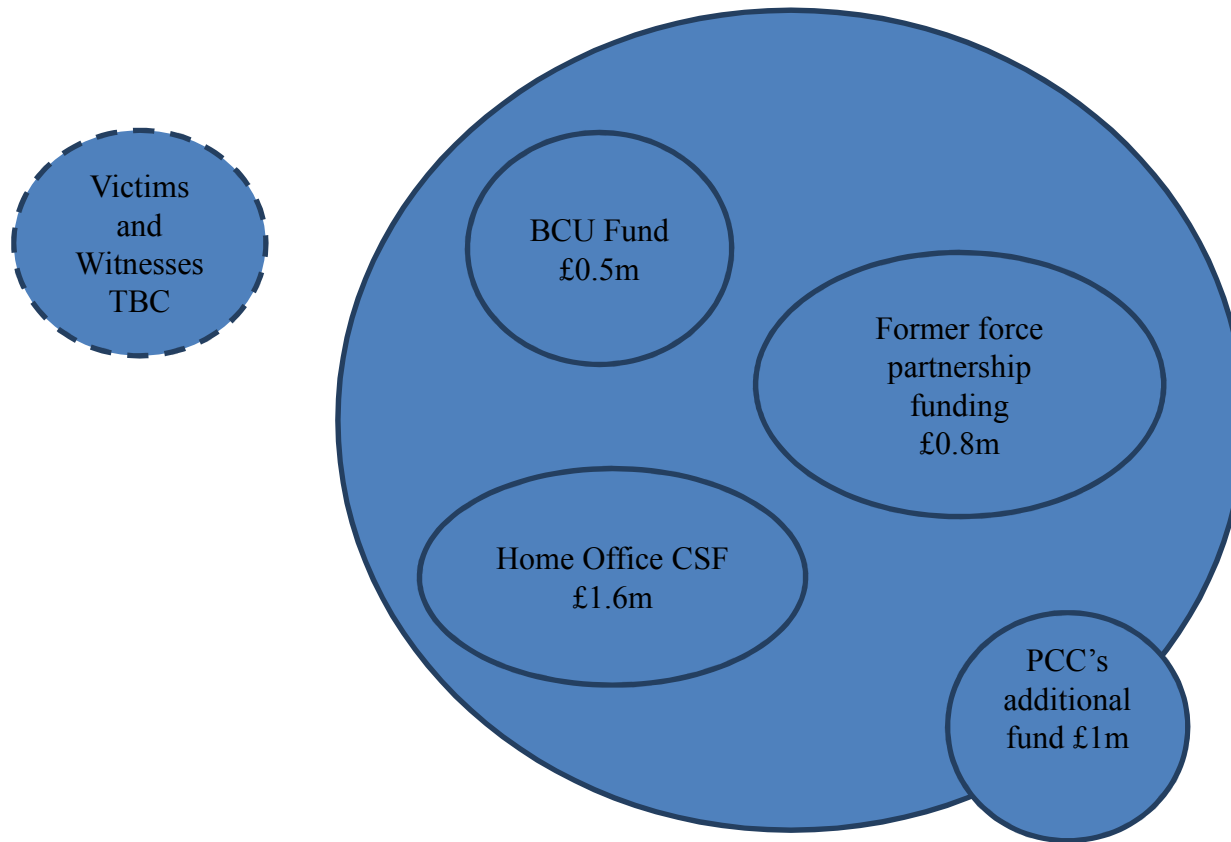 Victims
and
Witnesses
TBC
BCU Fund
£0.5m
Former force
partnership
funding
£0.8m
Home Office CSF
£1.6m
PCC’s
additional
fund £1m